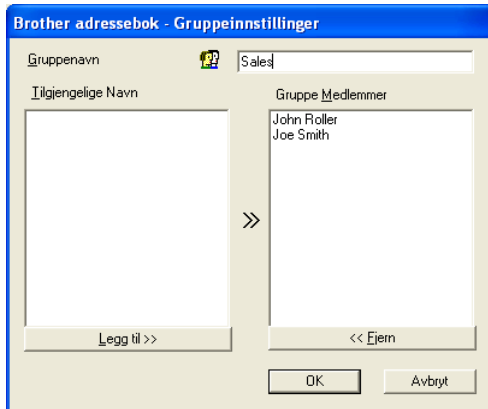 Brother adressebok - Gruppeinnstillinger
Gruppenavn
Sales
Tilgjengelige Navn
Gruppe Medlemmer
John Roller
Joe Smith
>>
Legg til >>
<< Fjern
OK
Avbryt